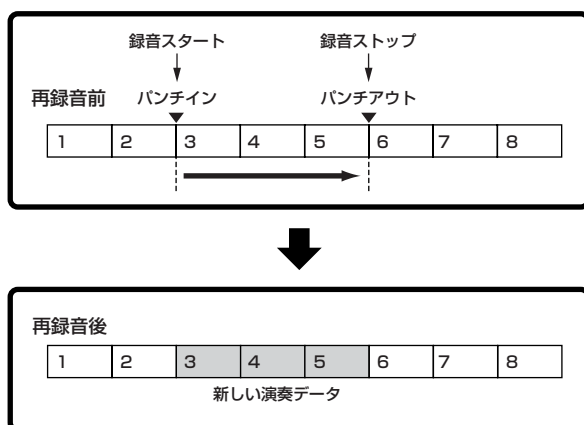 録音スタート 録音ストップ
再録音前 パンチイン パンチアウト
1 2 3 4 5 6 7 8
再録音後
1 2 3 4 5 6 7 8
新しい演奏データ